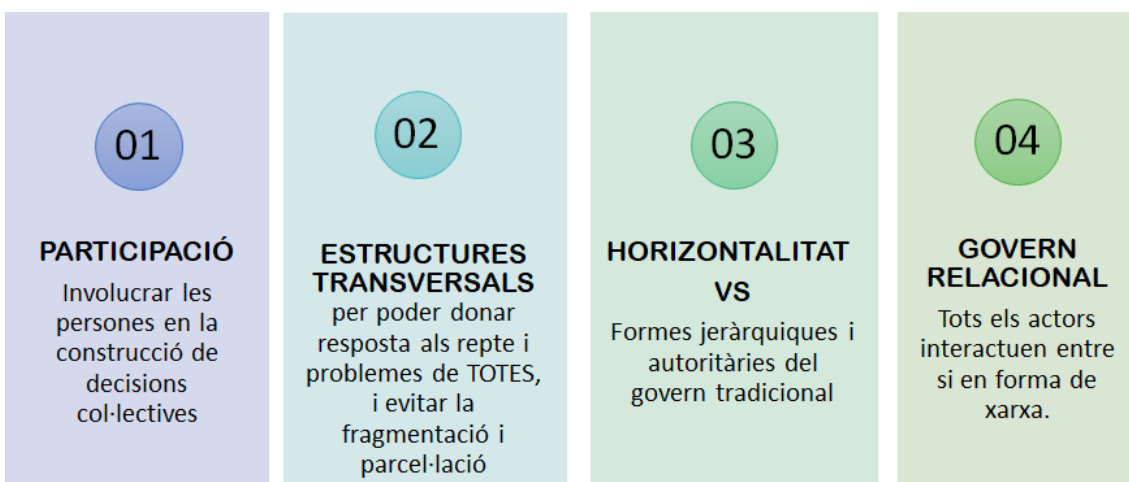 01
PARTICIPACIÓ
Involucrar les
persones en la
construcció de
decisions
col·lectives
02
ESTRUCTURES
TRANSVERSALS
per poder donar
resposta als repte i
problemes de TOTES,
i evitar la
fragmentació i
parcel·lació
03
HORIZONTALITAT
VS
Formes jeràrquiques i
autoritàries del
govern tradicional
04
GOVERN
RELACIONAL
Tots els actors
interactuen entre
si en forma de
xarxa.